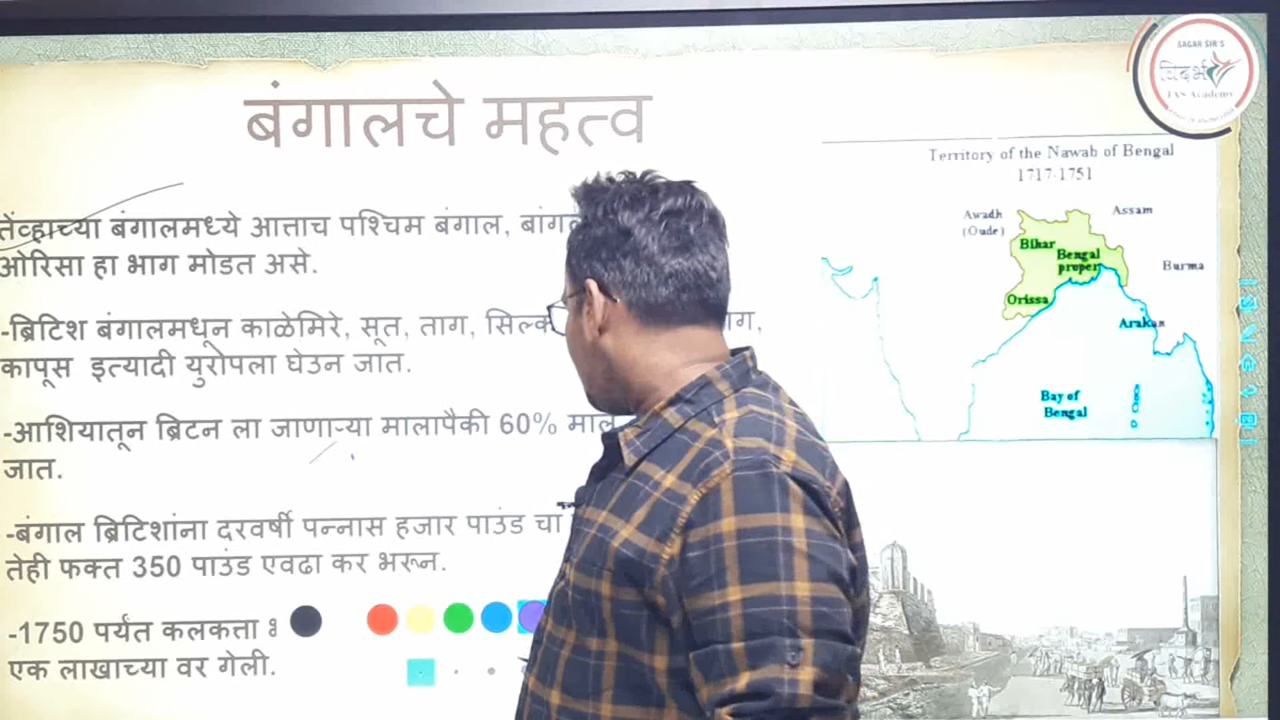 बंगालचे महत्व
तेंव्हाच्या बंगालमध्ये आत्ताच पश्चिम बंगाल,
ओरिसा हा भाग मोडत असे.
-ब्रिटिश बंगालमधून काळेमिरे, सूत, ताग,
कापूस इत्यादी युरोपला घेउन जात.
-आशियातून ब्रिटन ला जाणाऱ्या मालापैकी 60% माल
जात.
-बंगाल ब्रिटिशांना दरवर्षी पन्नास हजार पाउंड चा
तेही फक्त 350 पाउंड एवढा कर भरून.
-1750 पर्यंत कलकत्ता
एक लाखाच्या वर गेली.
SAGAR SIR'S
विदर्भ
IAS Academy
Territory of the Nawab of Bengal
1717-1751
Awadh
(Oude)
Assam
Bihar
Bengal
proper
Burma
Orissa
Arakan
Bay of
Bengal